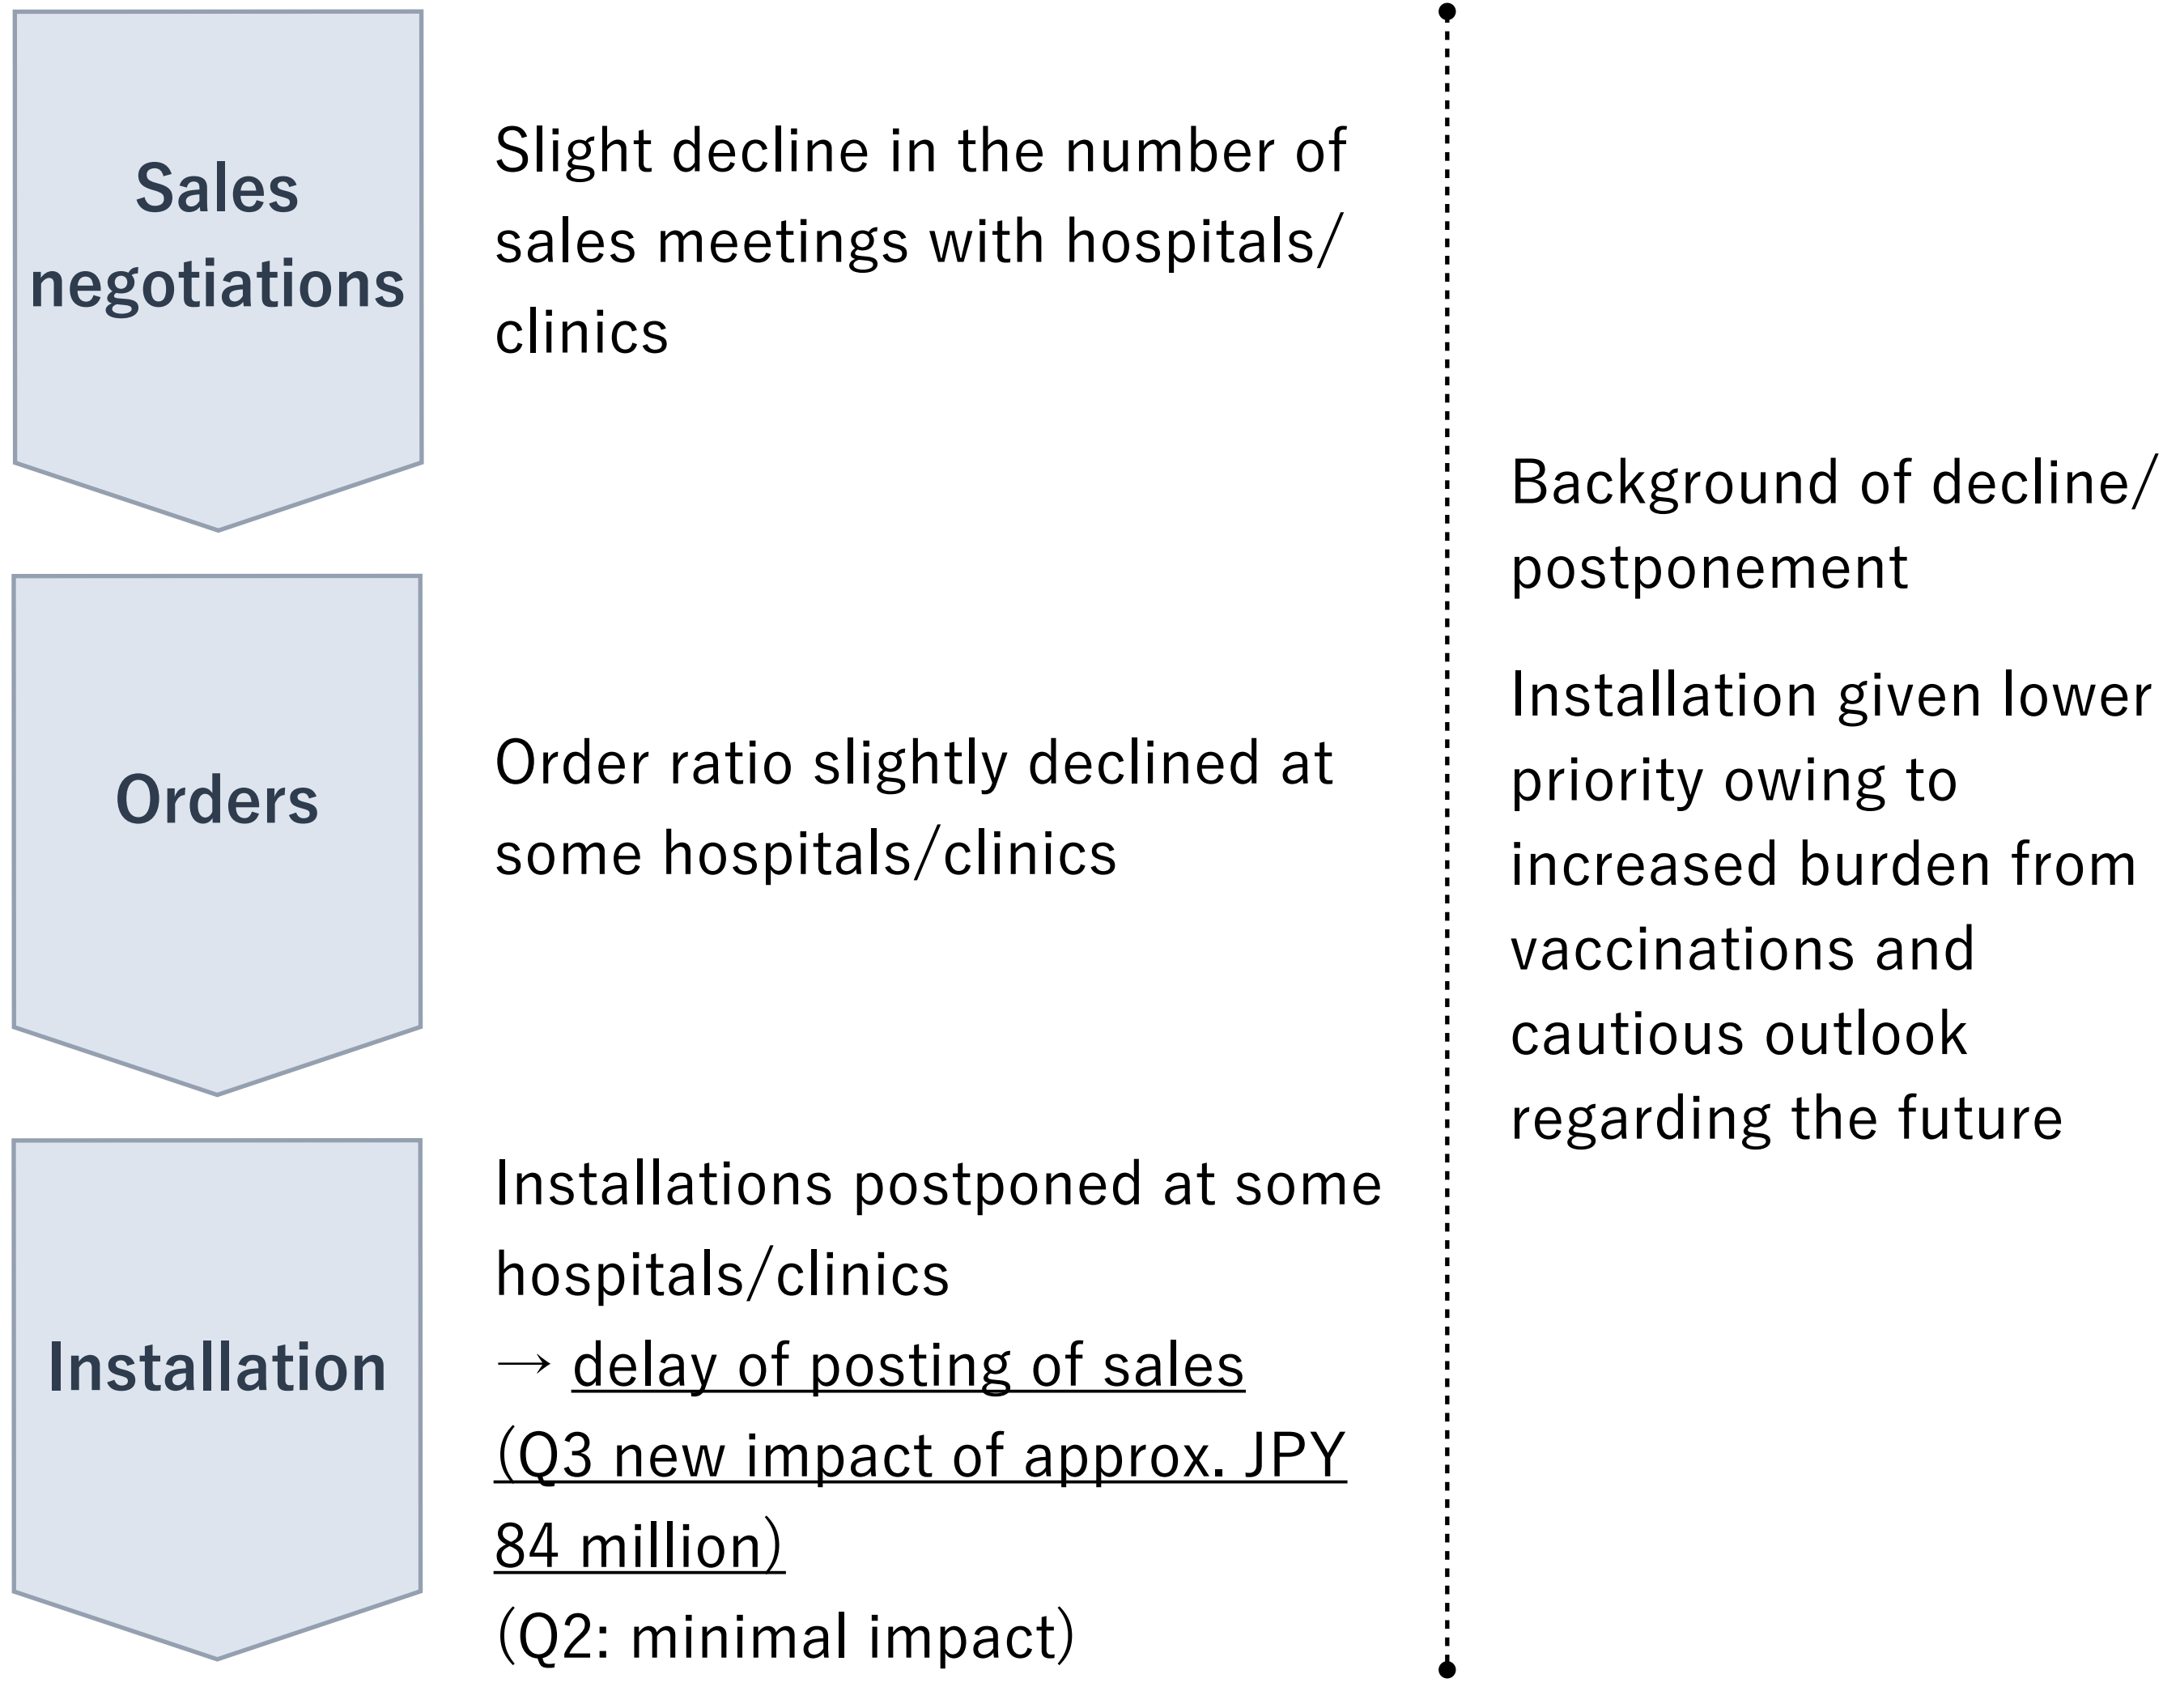 Sales
negotiations
Slight decline in the number of
sales meetings with hospitals/
clinics
Orders
Order ratio slightly declined at
some hospitals/clinics
Installation
Installations postponed at some
hospitals/clinics
→ delay of posting of sales
(Q3 new impact of approx. JPY
84 million)
(Q2: minimal impact)
Background of decline/
postponement
Installation given lower
priority owing to
increased burden from
vaccinations and
cautious outlook
regarding the future